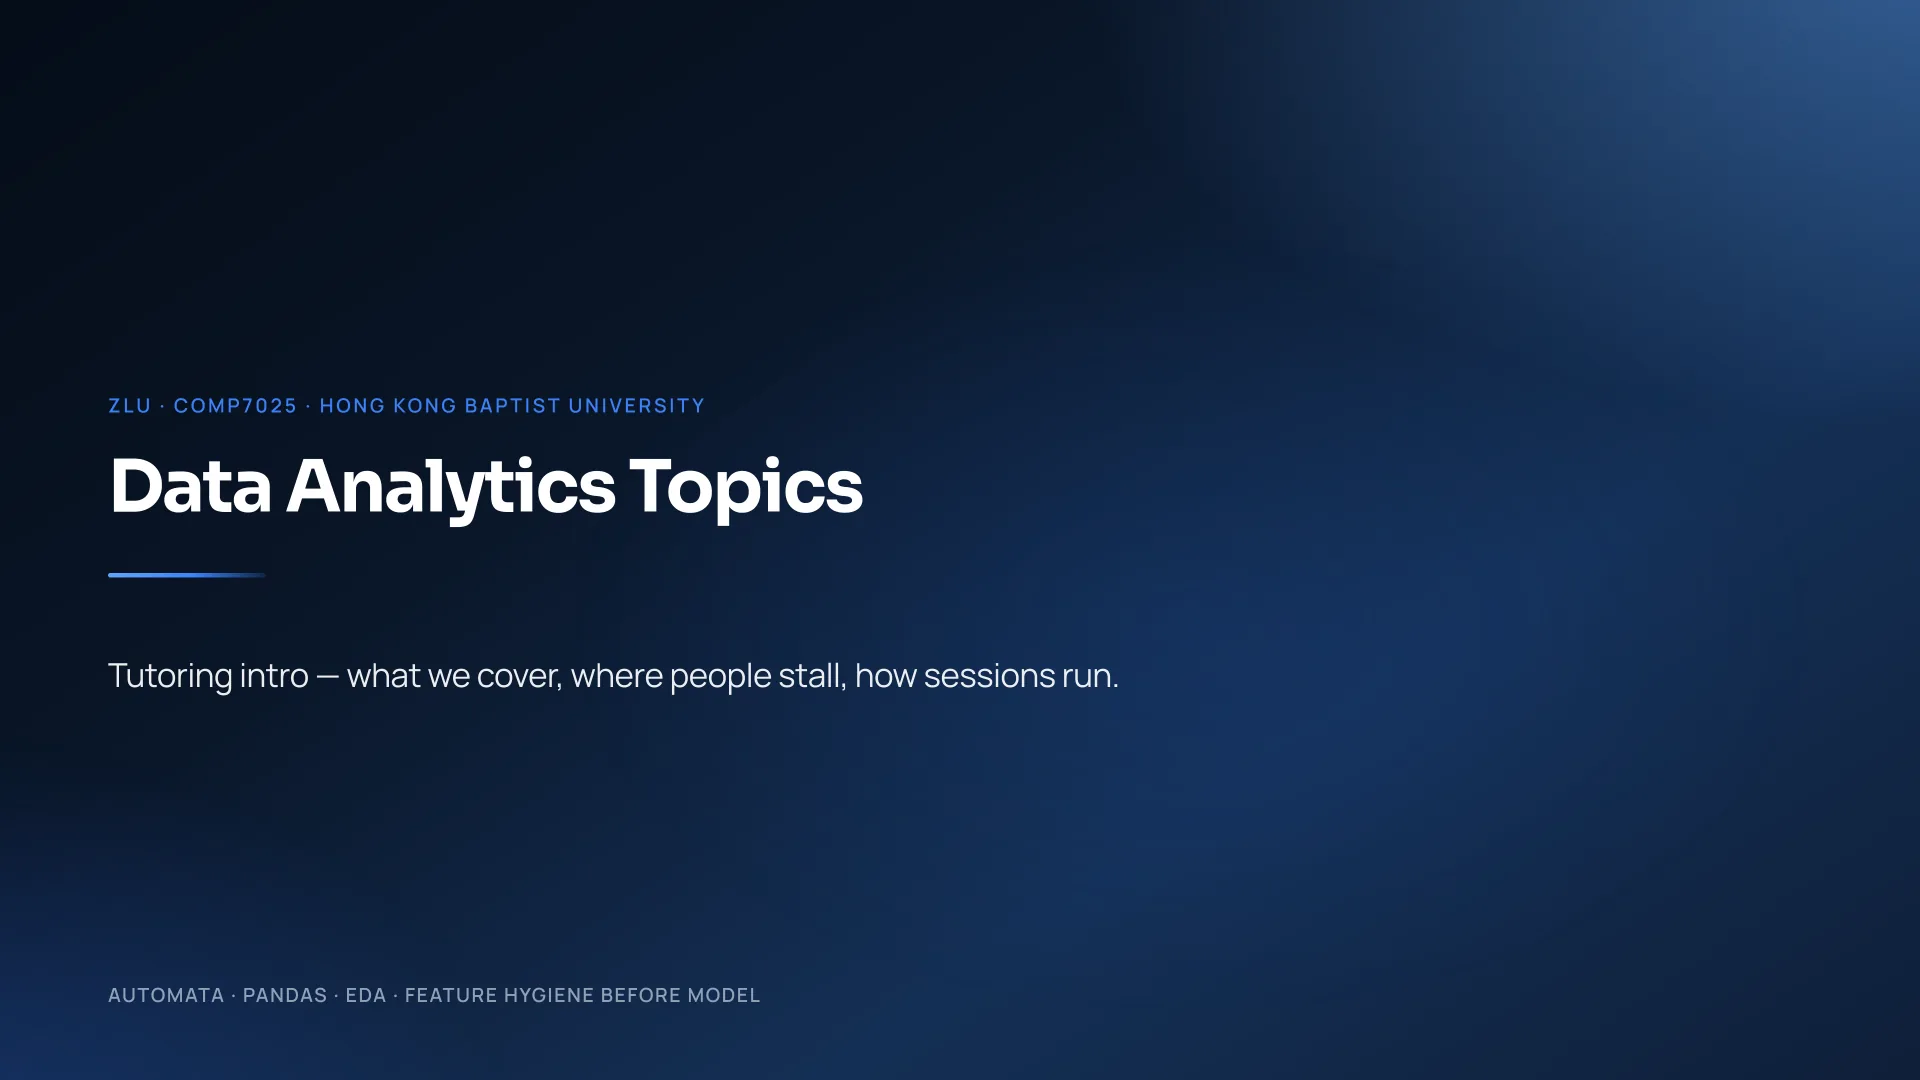 ZLU · COMP7025 · HONG KONG BAPTIST UNIVERSITY
Data Analytics Topics
Tutoring intro — what we cover, where people stall, how sessions run.
AUTOMATA · PANDAS · EDA · FEATURE HYGIENE BEFORE MODEL